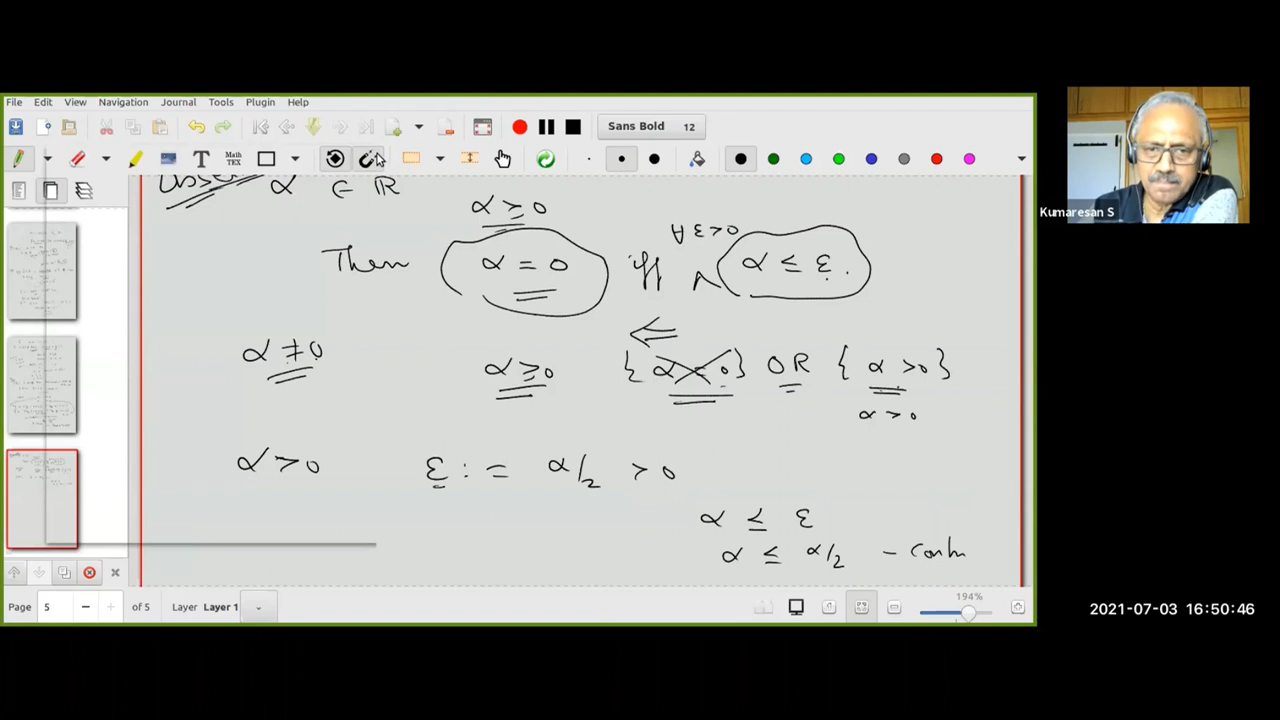 File Edit View Navigation Journal Tools Plugin Help
Sans Bold 12
α ∈ ℝ
α ≥ 0
∀ ε > 0
Then α = 0 iff ∧ α ≤ ε.
⇐
α ≠ 0 α ≥ 0 { α = 0 } OR { α > 0 }
α > 0
α > 0 ε := α/2 > 0
α ≤ ε
α ≤ α/2 –
Page 5 of 5 Layer Layer 1 194%
Kumaresan S
2021-07-03 16:50:46